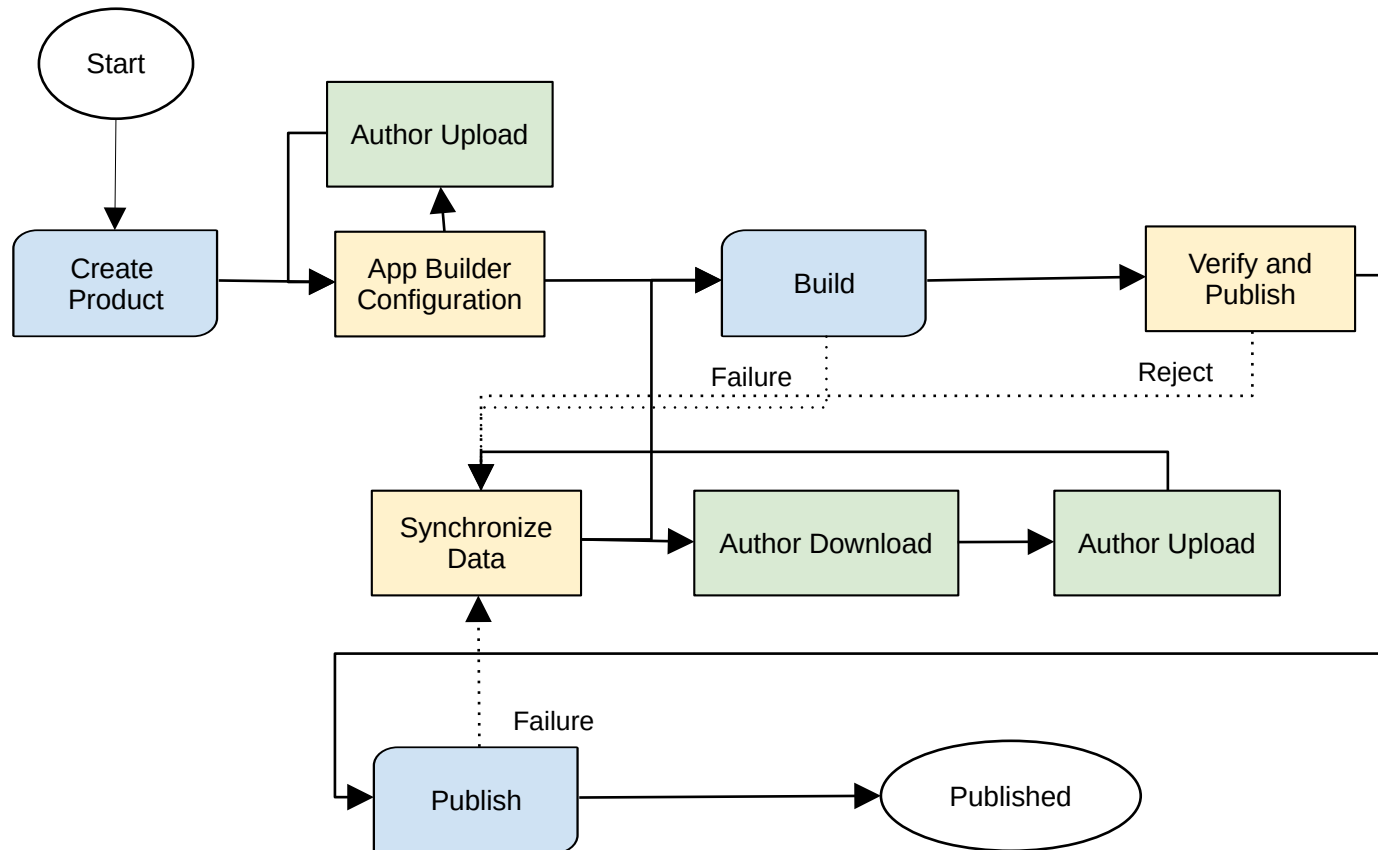 Start
Author Upload
Create
Product
App Builder
Configuration
Build
Verify and
Publish
Failure
Reject
Synchronize
Data
Author Download
Author Upload
Failure
Publish
Published